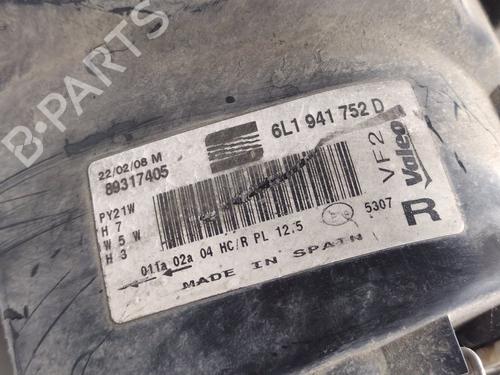 B-PARTS
22/02/08 M
89317405
6L1 941 752 D
PY21W
H 7
W 5 W
H 3
VF2
Valeo
R
011a 02a 04 HC/R PL 12.5
5307
MADE IN SPAIN